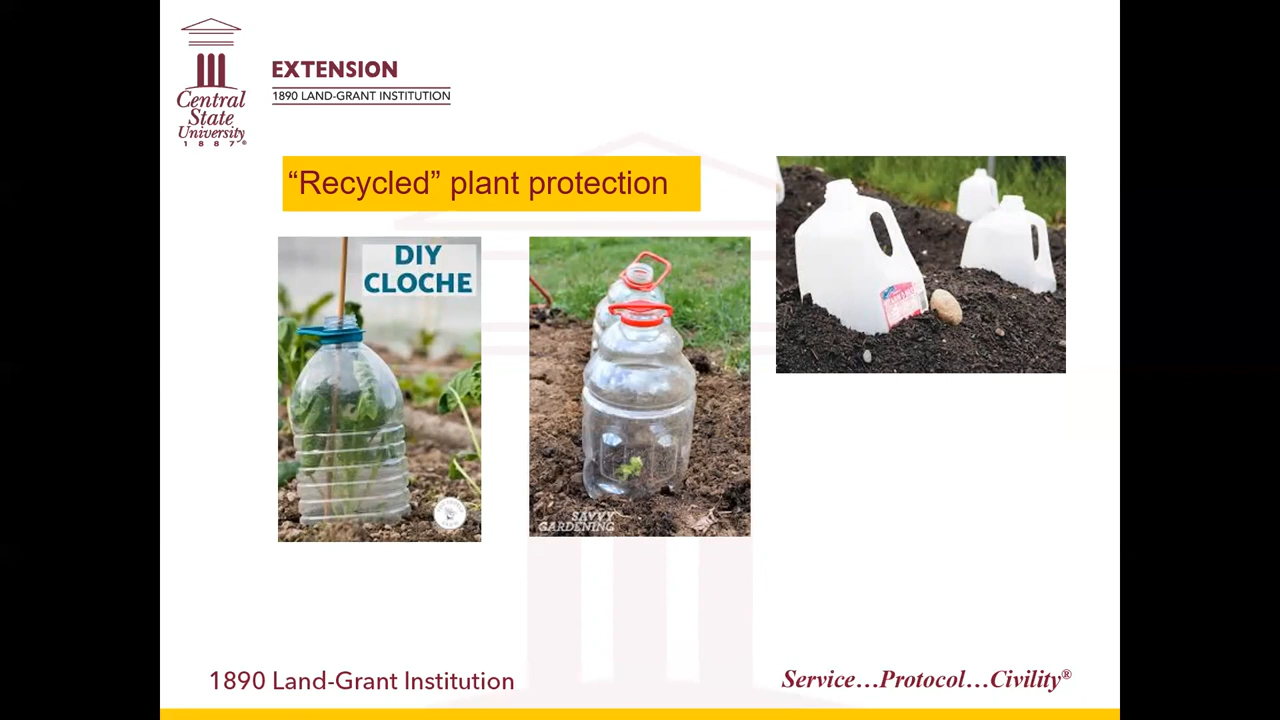 Central
State
University
1887®
EXTENSION
1890 LAND-GRANT INSTITUTION
“Recycled” plant protection
DIY
CLOCHE
SAVVY
GARDENING
1890 Land-Grant Institution
Service…Protocol…Civility®